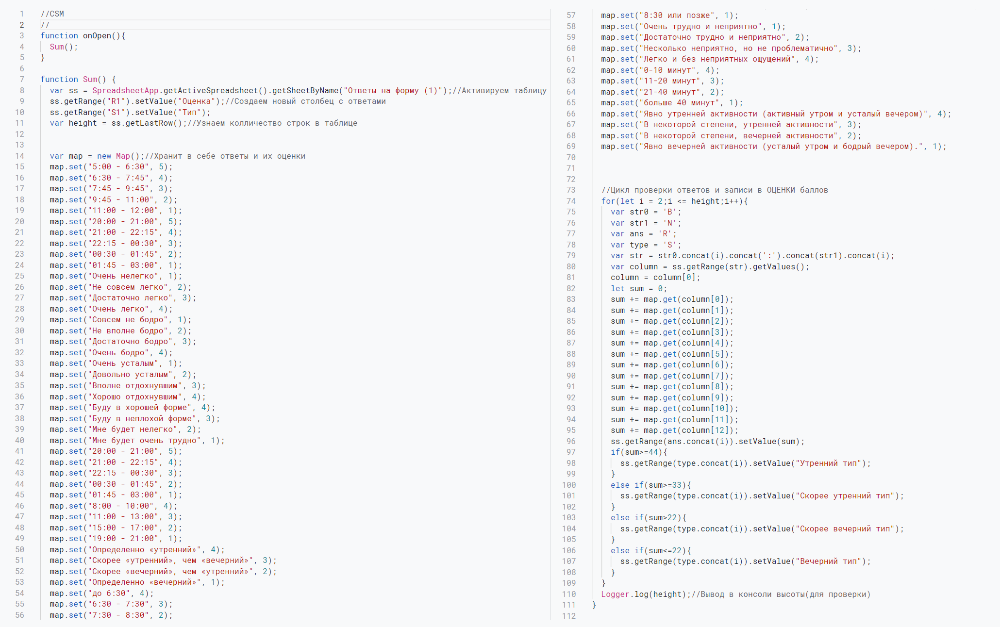 1 //CSM
2 //
3 function onOpen(){
4 Sum();
5 }
6
7 function Sum() {
8 var ss = SpreadsheetApp.getActiveSpreadsheet().getSheetByName("Ответы на форму (1)");//Активируем таблицу
9 ss.getRange("R1").setValue("Оценка");//Создаем новый столбец с ответами
10 ss.getRange("S1").setValue("Тип");
11 var height = ss.getLastRow();//Узнаем колличество строк в таблице
12
13
14 var map = new Map();//Хранит в себе ответы и их оценки
15 map.set("5:00 - 6:30", 5);
16 map.set("6:30 - 7:45", 4);
17 map.set("7:45 - 9:45", 3);
18 map.set("9:45 - 11:00", 2);
19 map.set("11:00 - 12:00", 1);
20 map.set("20:00 - 21:00", 5);
21 map.set("21:00 - 22:15", 4);
22 map.set("22:15 - 00:30", 3);
23 map.set("00:30 - 01:45", 2);
24 map.set("01:45 - 03:00", 1);
25 map.set("Очень нелегко", 1);
26 map.set("Не совсем легко", 2);
27 map.set("Достаточно легко", 3);
28 map.set("Очень легко", 4);
29 map.set("Совсем не бодро", 1);
30 map.set("Не вполне бодро", 2);
31 map.set("Достаточно бодро", 3);
32 map.set("Очень бодро", 4);
33 map.set("Очень усталым", 1);
34 map.set("Довольно усталым", 2);
35 map.set("Вполне отдохнувшим", 3);
36 map.set("Хорошо отдохнувшим", 4);
37 map.set("Буду в хорошей форме", 4);
38 map.set("Буду в неплохой форме", 3);
39 map.set("Мне будет нелегко", 2);
40 map.set("Мне будет очень трудно", 1);
41 map.set("20:00 - 21:00", 5);
42 map.set("21:00 - 22:15", 4);
43 map.set("22:15 - 00:30", 3);
44 map.set("00:30 - 01:45", 2);
45 map.set("01:45 - 03:00", 1);
46 map.set("8:00 - 10:00", 4);
47 map.set("11:00 - 13:00", 3);
48 map.set("15:00 - 17:00", 2);
49 map.set("19:00 - 21:00", 1);
50 map.set("Определенно «утренний»", 4);
51 map.set("Скорее «утренний», чем «вечерний»", 3);
52 map.set("Скорее «вечерний», чем «утренний»", 2);
53 map.set("Определенно «вечерний»", 1);
54 map.set("до 6:30", 4);
55 map.set("6:30 - 7:30", 3);
56 map.set("7:30 - 8:30", 2);
57 map.set("8:30 или позже", 1);
58 map.set("Очень трудно и неприятно", 1);
59 map.set("Достаточно трудно и неприятно", 2);
60 map.set("Несколько неприятно, но не проблематично", 3);
61 map.set("Легко и без неприятных ощущений", 4);
62 map.set("0-10 минут", 4);
63 map.set("11-20 минут", 3);
64 map.set("21-40 минут", 2);
65 map.set("больше 40 минут", 1);
66 map.set("Явно утренней активности (активный утром и усталый вечером)", 4);
67 map.set("В некоторой степени, утренней активности", 3);
68 map.set("В некоторой степени, вечерней активности", 2);
69 map.set("Явно вечерней активности (усталый утром и бодрый вечером).", 1);
70
71
72
73 //Цикл проверки ответов и записи в ОЦЕНКИ баллов
74 for(let i = 2;i <= height;i++){
75 var str0 = 'B';
76 var str1 = 'N';
77 var ans = 'R';
78 var type = 'S';
79 var str = str0.concat(i).concat(':').concat(str1).concat(i);
80 var column = ss.getRange(str).getValues();
81 column = column[0];
82 let sum = 0;
83 sum += map.get(column[0]);
84 sum += map.get(column[1]);
85 sum += map.get(column[2]);
86 sum += map.get(column[3]);
87 sum += map.get(column[4]);
88 sum += map.get(column[5]);
89 sum += map.get(column[6]);
90 sum += map.get(column[7]);
91 sum += map.get(column[8]);
92 sum += map.get(column[9]);
93 sum += map.get(column[10]);
94 sum += map.get(column[11]);
95 sum += map.get(column[12]);
96 ss.getRange(ans.concat(i)).setValue(sum);
97 if(sum>=44){
98 ss.getRange(type.concat(i)).setValue("Утренний тип");
99 }
100 else if(sum>=33){
101 ss.getRange(type.concat(i)).setValue("Скорее утренний тип");
102 }
103 else if(sum>22){
104 ss.getRange(type.concat(i)).setValue("Скорее вечерний тип");
105 }
106 else if(sum<=22){
107 ss.getRange(type.concat(i)).setValue("Вечерний тип");
108 }
109 }
110 Logger.log(height);//Вывод в консоли высоты(для проверки)
111 }
112